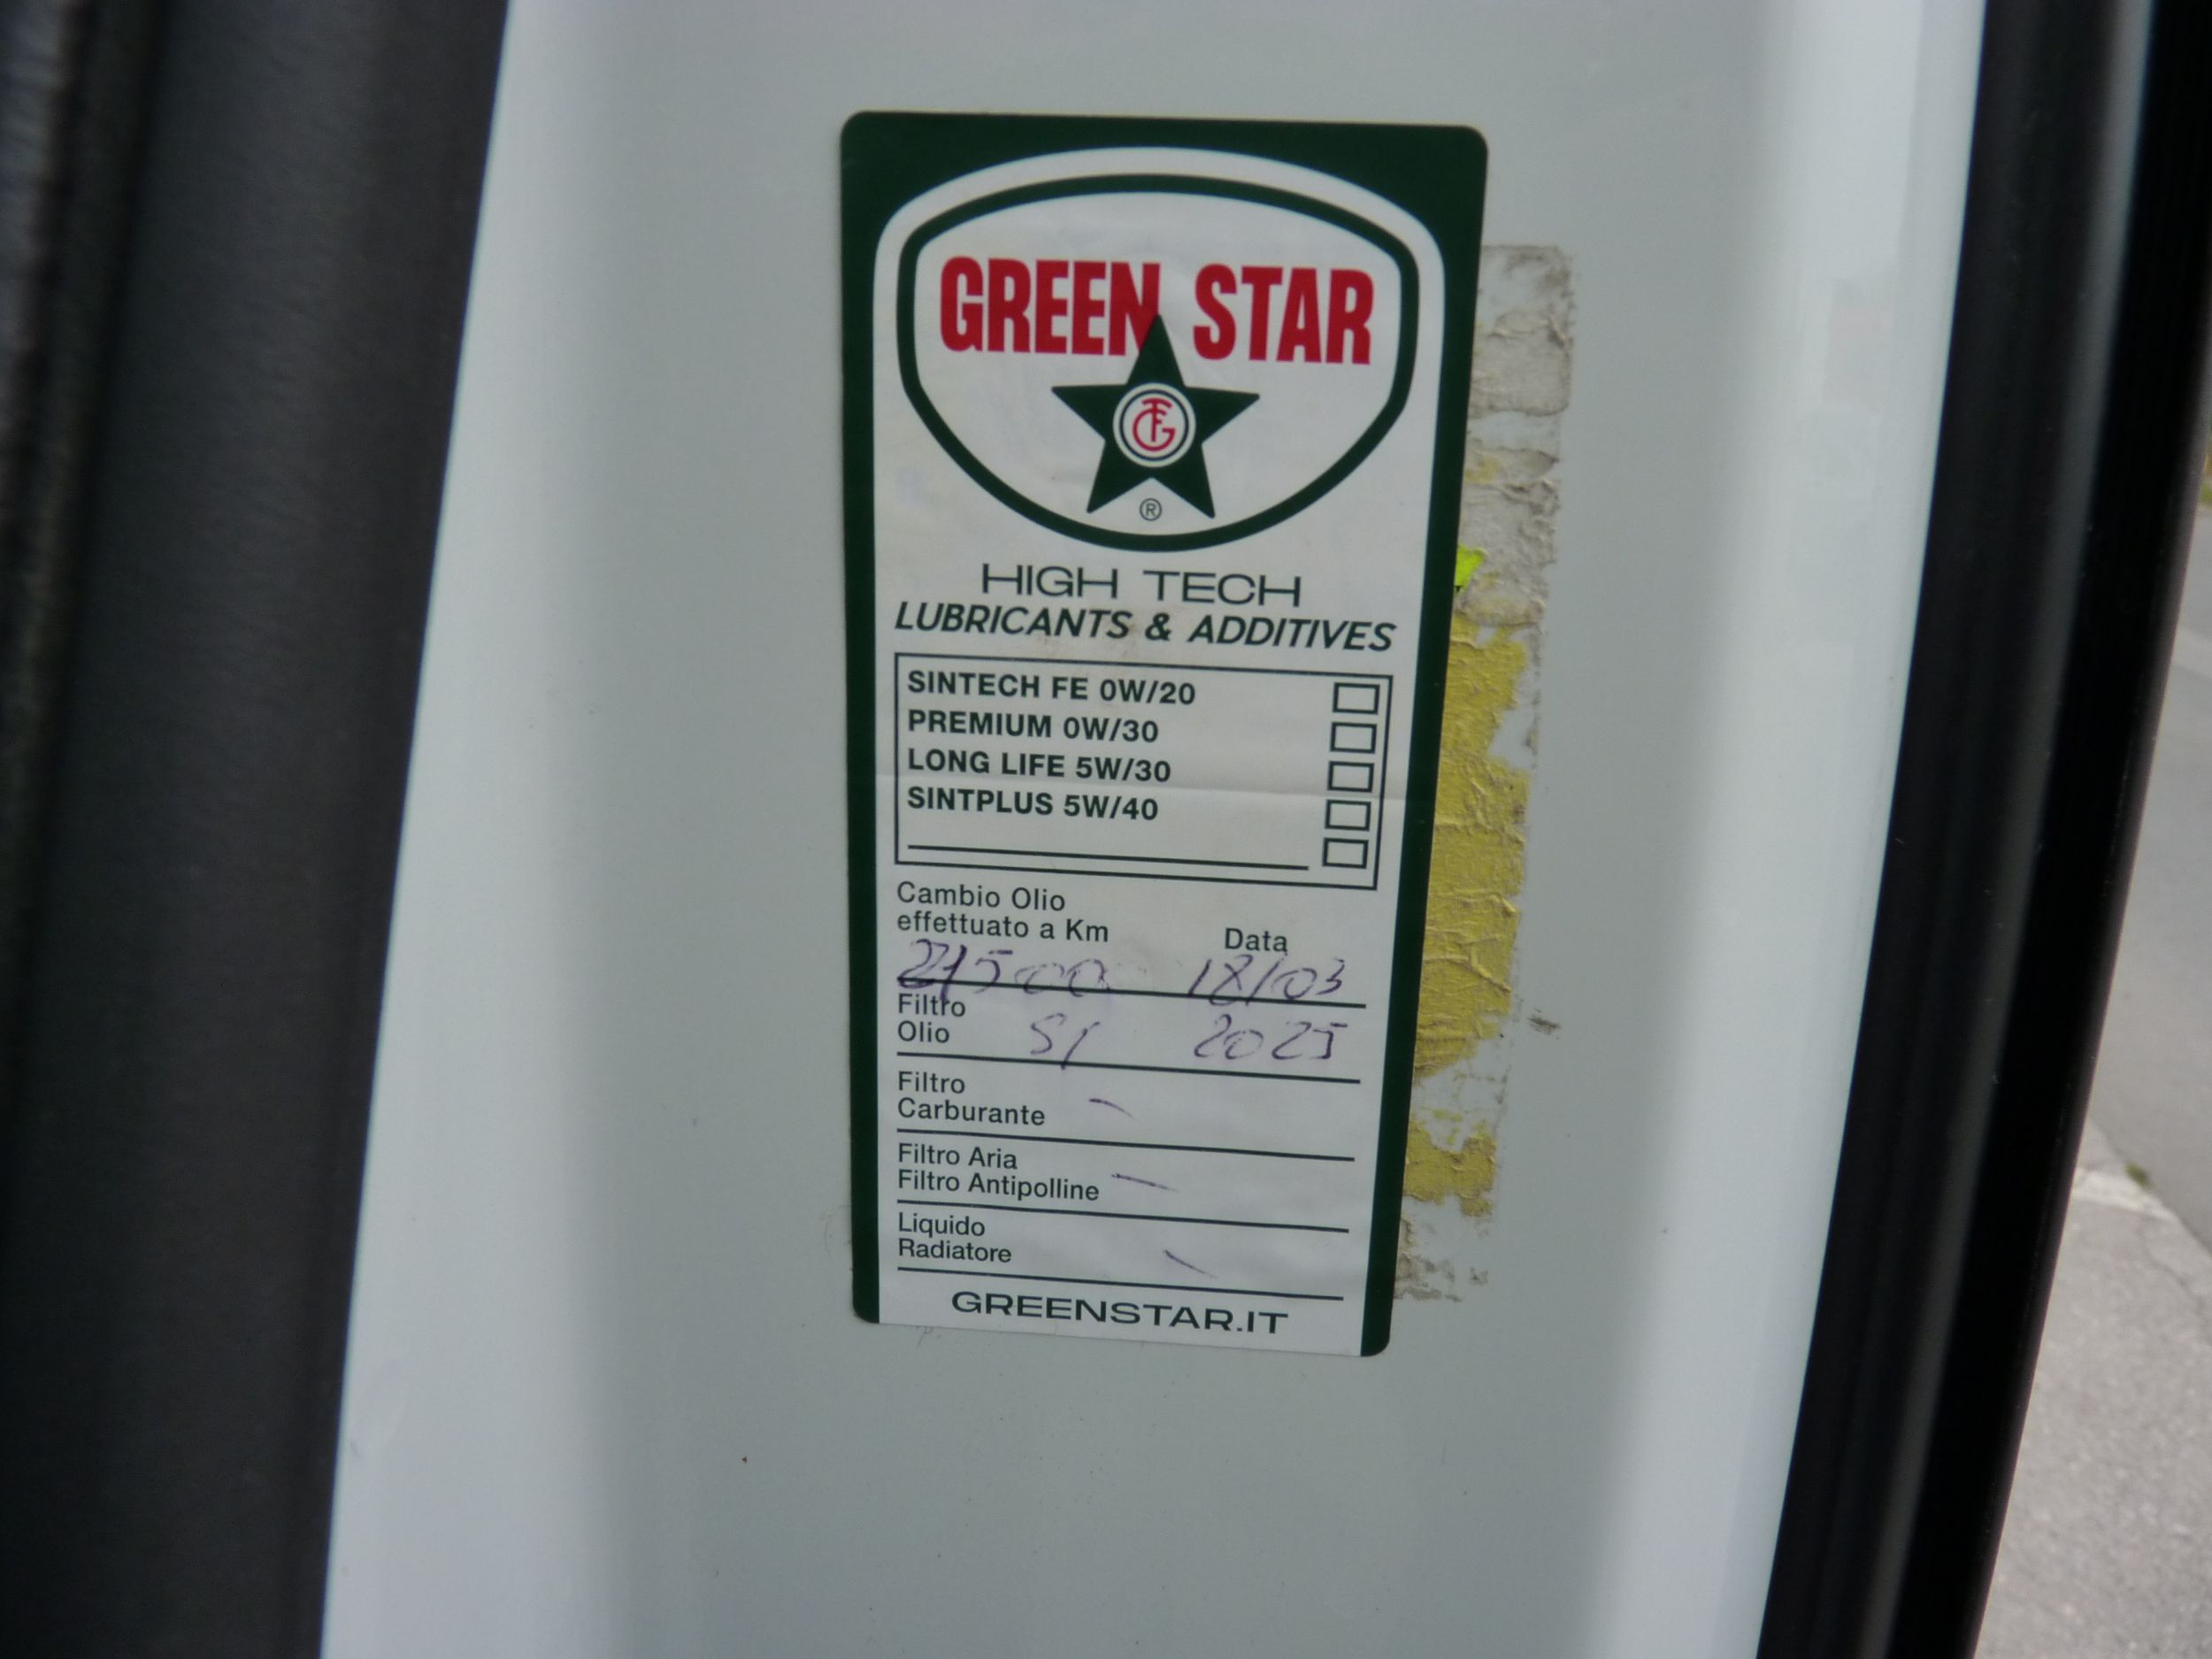 GREEN STAR
®
HIGH TECH
LUBRICANTS & ADDITIVES
SINTECH FE 0W/20
PREMIUM 0W/30
LONG LIFE 5W/30
SINTPLUS 5W/40
Cambio Olio
effettuato a Km
Data
18/03
Filtro
Olio SI 2025
Filtro
Carburante -
Filtro Aria
Filtro Antipolline -
Liquido
Radiatore -
GREENSTAR.IT